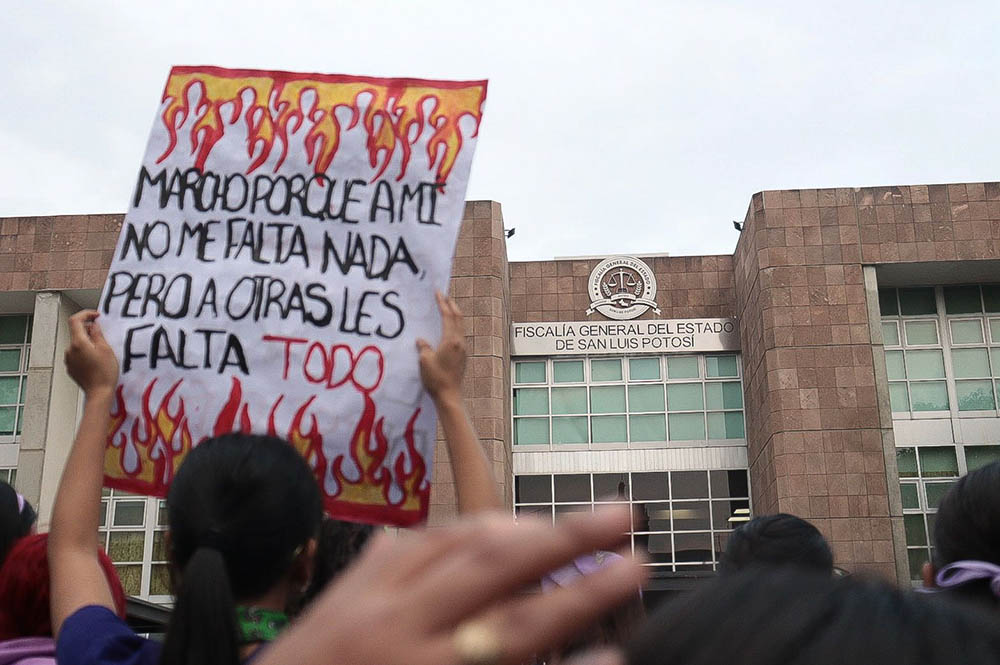 MARCHO PORQUE A MÍ
NO ME FALTA NADA,
PERO A OTRAS LES
FALTA TODO
FISCALÍA GENERAL DEL ESTADO
DE SAN LUIS POTOSÍ